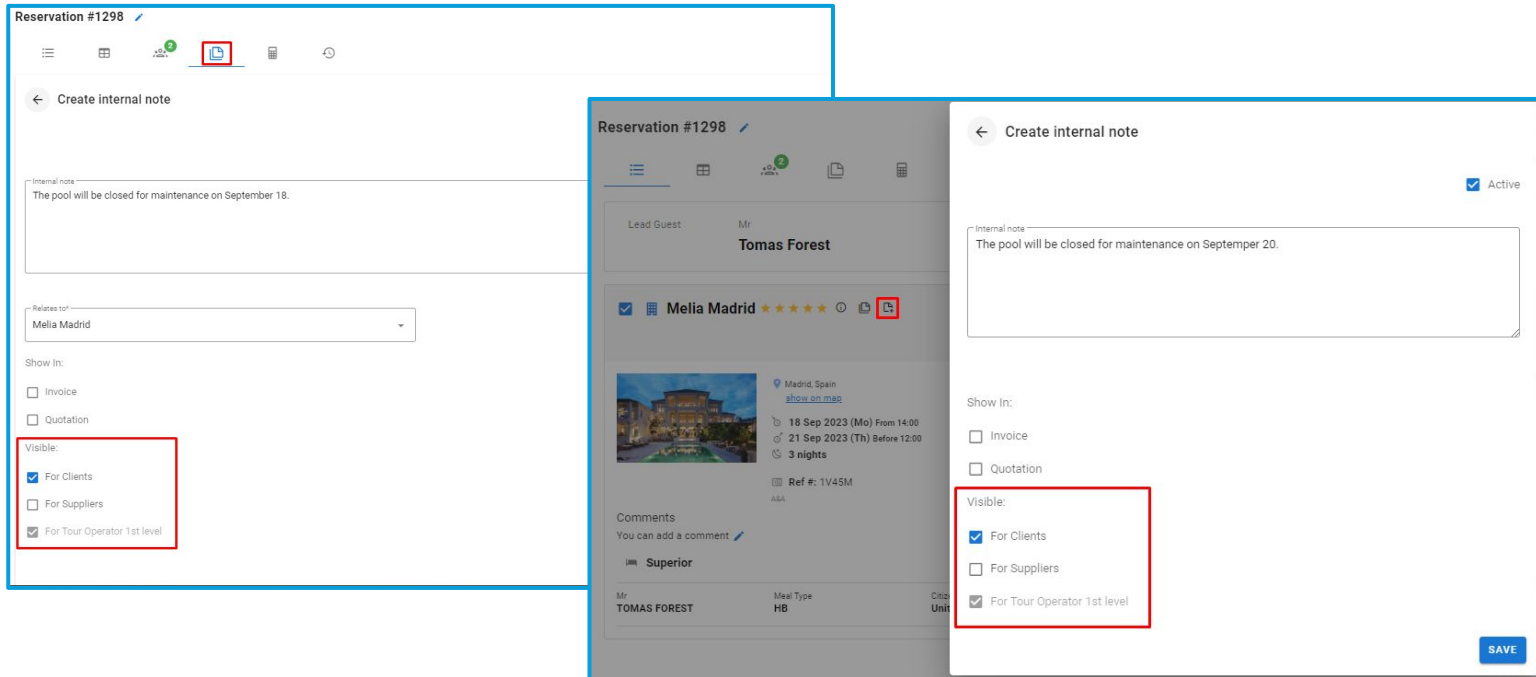 Reservation #1298
2
Create internal note
Internal note
The pool will be closed for maintenance on September 18.
Relates to*
Melia Madrid
Show In:
Invoice
Quotation
Visible:
For Clients
For Suppliers
For Tour Operator 1st level
Reservation #1298
2
Lead Guest
Mr
Tomas Forest
Melia Madrid
Madrid, Spain
show on map
18 Sep 2023 (Mo) From 14:00
21 Sep 2023 (Th) Before 12:00
3 nights
Ref #: 1V45M
A&A
Comments
You can add a comment
Superior
Mr
TOMAS FOREST
Meal Type
HB
Create internal note
Active
Internal note
The pool will be closed for maintenance on Septemper 20.
Show In:
Invoice
Quotation
Visible:
For Clients
For Suppliers
For Tour Operator 1st level
SAVE